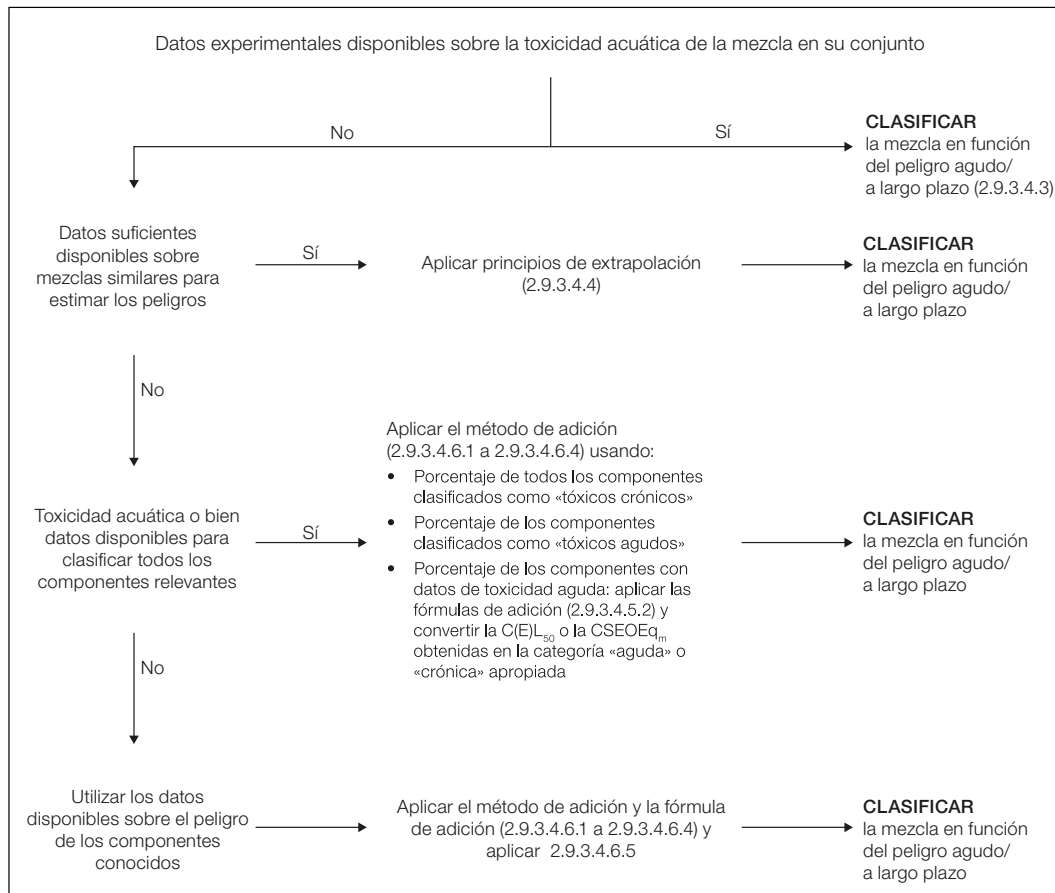 Datos experimentales disponibles sobre la toxicidad acuática de la mezcla en su conjunto
No
Sí
CLASIFICAR
la mezcla en función
del peligro agudo/
a largo plazo (2.9.3.4.3)
Datos suficientes
disponibles sobre
mezclas similares para
estimar los peligros
Sí
Aplicar principios de extrapolación
(2.9.3.4.4)
CLASIFICAR
la mezcla en función
del peligro agudo/
a largo plazo
No
Toxicidad acuática o bien
datos disponibles para
clasificar todos los
componentes relevantes
Sí
Aplicar el método de adición
(2.9.3.4.6.1 a 2.9.3.4.6.4) usando:
• Porcentaje de todos los componentes
clasificados como «tóxicos crónicos»
• Porcentaje de los componentes
clasificados como «tóxicos agudos»
• Porcentaje de los componentes con
datos de toxicidad aguda: aplicar las
fórmulas de adición (2.9.3.4.5.2) y
convertir la C(E)L50 o la CSEOEqm
obtenidas en la categoría «aguda» o
«crónica» apropiada
CLASIFICAR
la mezcla en función
del peligro agudo/
a largo plazo
No
Utilizar los datos
disponibles sobre el peligro
de los componentes
conocidos
Aplicar el método de adición y la fórmula
de adición (2.9.3.4.6.1 a 2.9.3.4.6.4) y
aplicar 2.9.3.4.6.5
CLASIFICAR
la mezcla en función
del peligro agudo/
a largo plazo